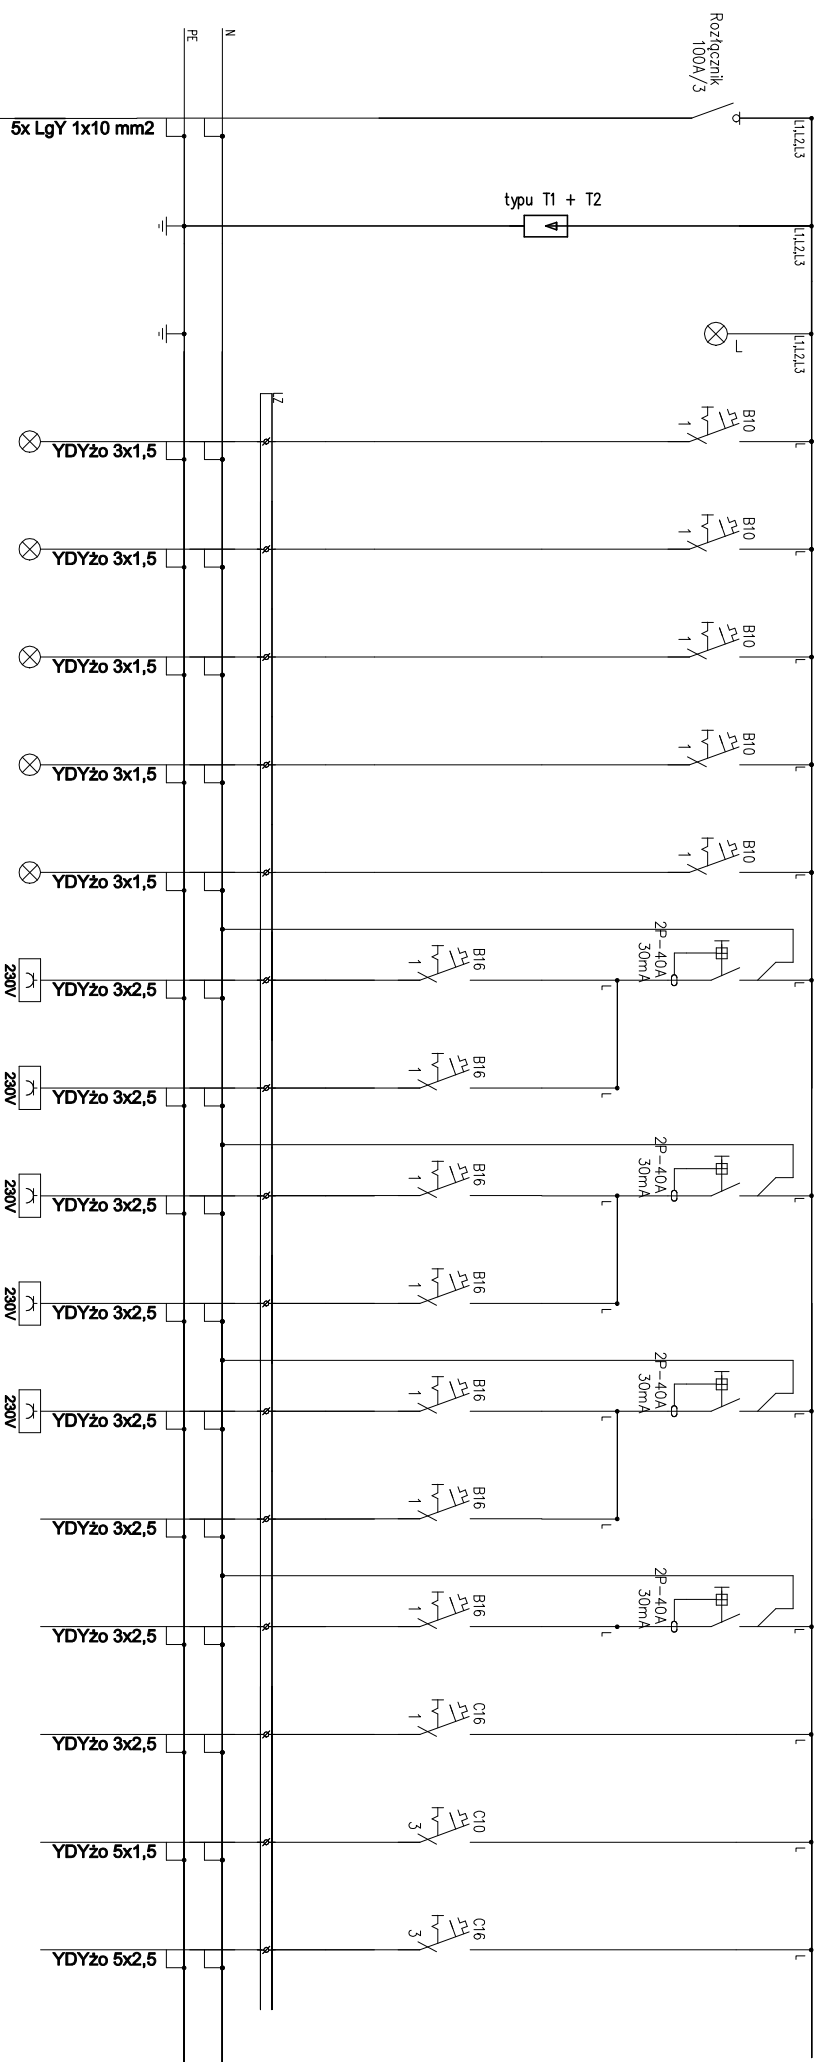 Rozłącznik
100A/3
PE
N
5x LgY 1x10 mm2
L1,L2,L3
typu T1 + T2
L1,L2,L3
L1,L2,L3
L
LZ
B10
1
L
YDYżo 3x1,5
B10
1
L
YDYżo 3x1,5
B10
1
L
YDYżo 3x1,5
B10
1
L
YDYżo 3x1,5
B10
1
L
YDYżo 3x1,5
2P-40A
30mA
L
B16
1
L
YDYżo 3x2,5
230V
B16
1
L
YDYżo 3x2,5
230V
2P-40A
30mA
L
B16
1
L
YDYżo 3x2,5
230V
B16
1
L
YDYżo 3x2,5
230V
2P-40A
30mA
L
B16
1
L
YDYżo 3x2,5
230V
B16
1
L
YDYżo 3x2,5
2P-40A
30mA
L
B16
1
L
YDYżo 3x2,5
C16
1
L
YDYżo 3x2,5
C10
3
L
YDYżo 5x1,5
C16
3
L
YDYżo 5x2,5